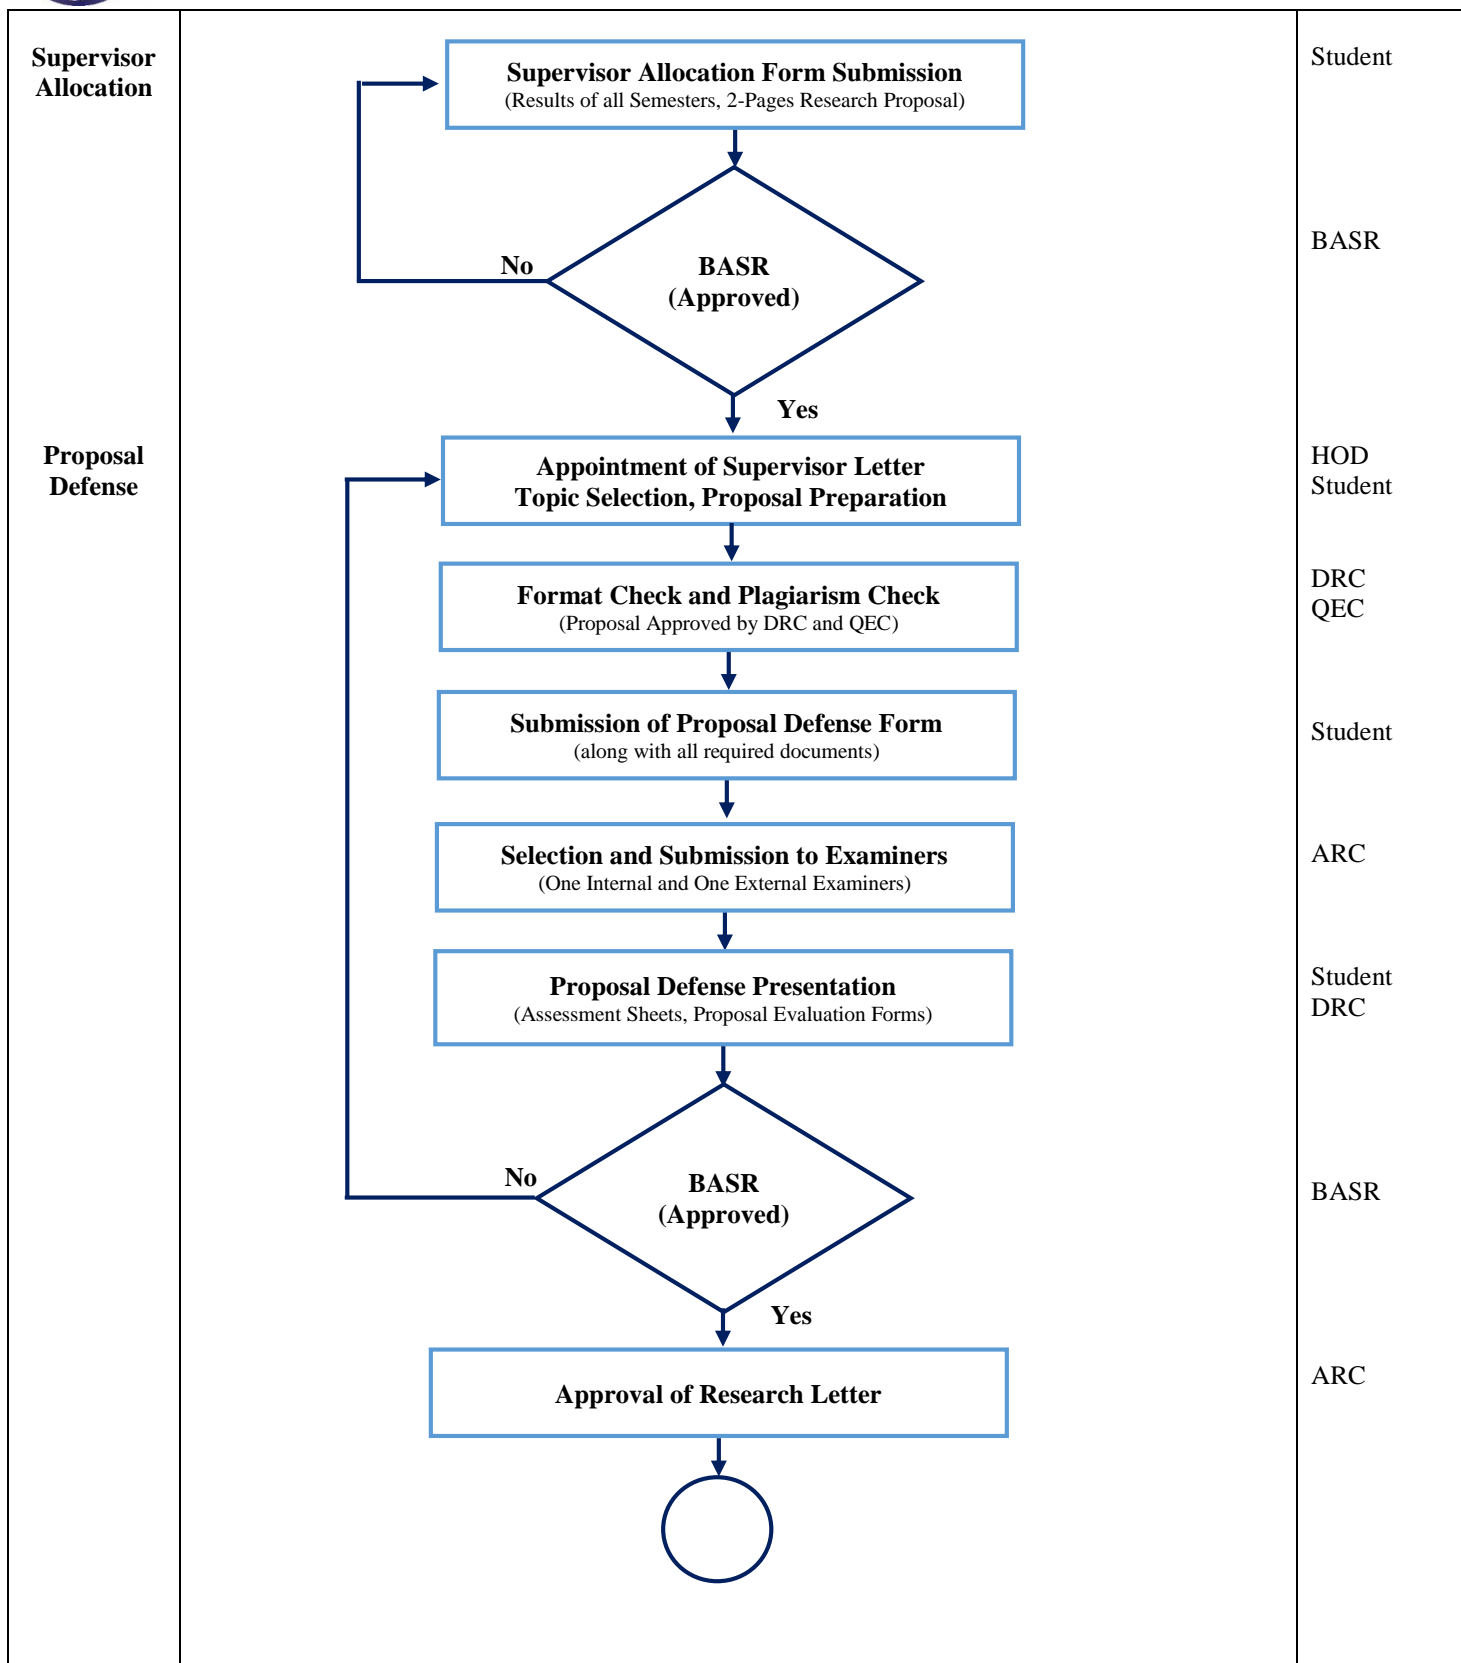 Supervisor
Allocation
Supervisor Allocation Form Submission
(Results of all Semesters, 2-Pages Research Proposal)
Student
No
BASR
(Approved)
BASR
Yes
Proposal
Defense
Appointment of Supervisor Letter
Topic Selection, Proposal Preparation
HOD
Student
Format Check and Plagiarism Check
(Proposal Approved by DRC and QEC)
DRC
QEC
Submission of Proposal Defense Form
(along with all required documents)
Student
Selection and Submission to Examiners
(One Internal and One External Examiners)
ARC
Proposal Defense Presentation
(Assessment Sheets, Proposal Evaluation Forms)
Student
DRC
No
BASR
(Approved)
BASR
Yes
Approval of Research Letter
ARC